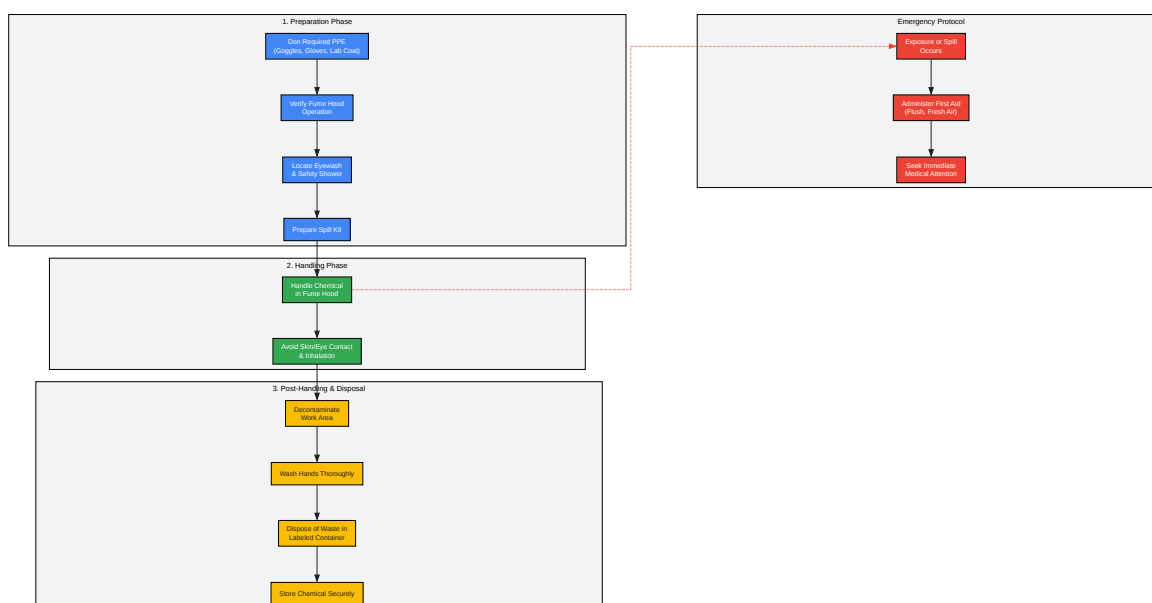 1. Preparation Phase
Don Required PPE
(Goggles, Gloves, Lab Coat)
Verify Fume Hood
Operation
Locate Eyewash
& Safety Shower
Prepare Spill Kit
2. Handling Phase
Handle Chemical
in Fume Hood
Avoid Skin/Eye Contact
& Inhalation
3. Post-Handling & Disposal
Decontaminate
Work Area
Wash Hands Thoroughly
Dispose of Waste in
Labeled Container
Store Chemical Securely
Emergency Protocol
Exposure or Spill
Occurs
Administer First Aid
(Flush, Fresh Air)
Seek Immediate
Medical Attention